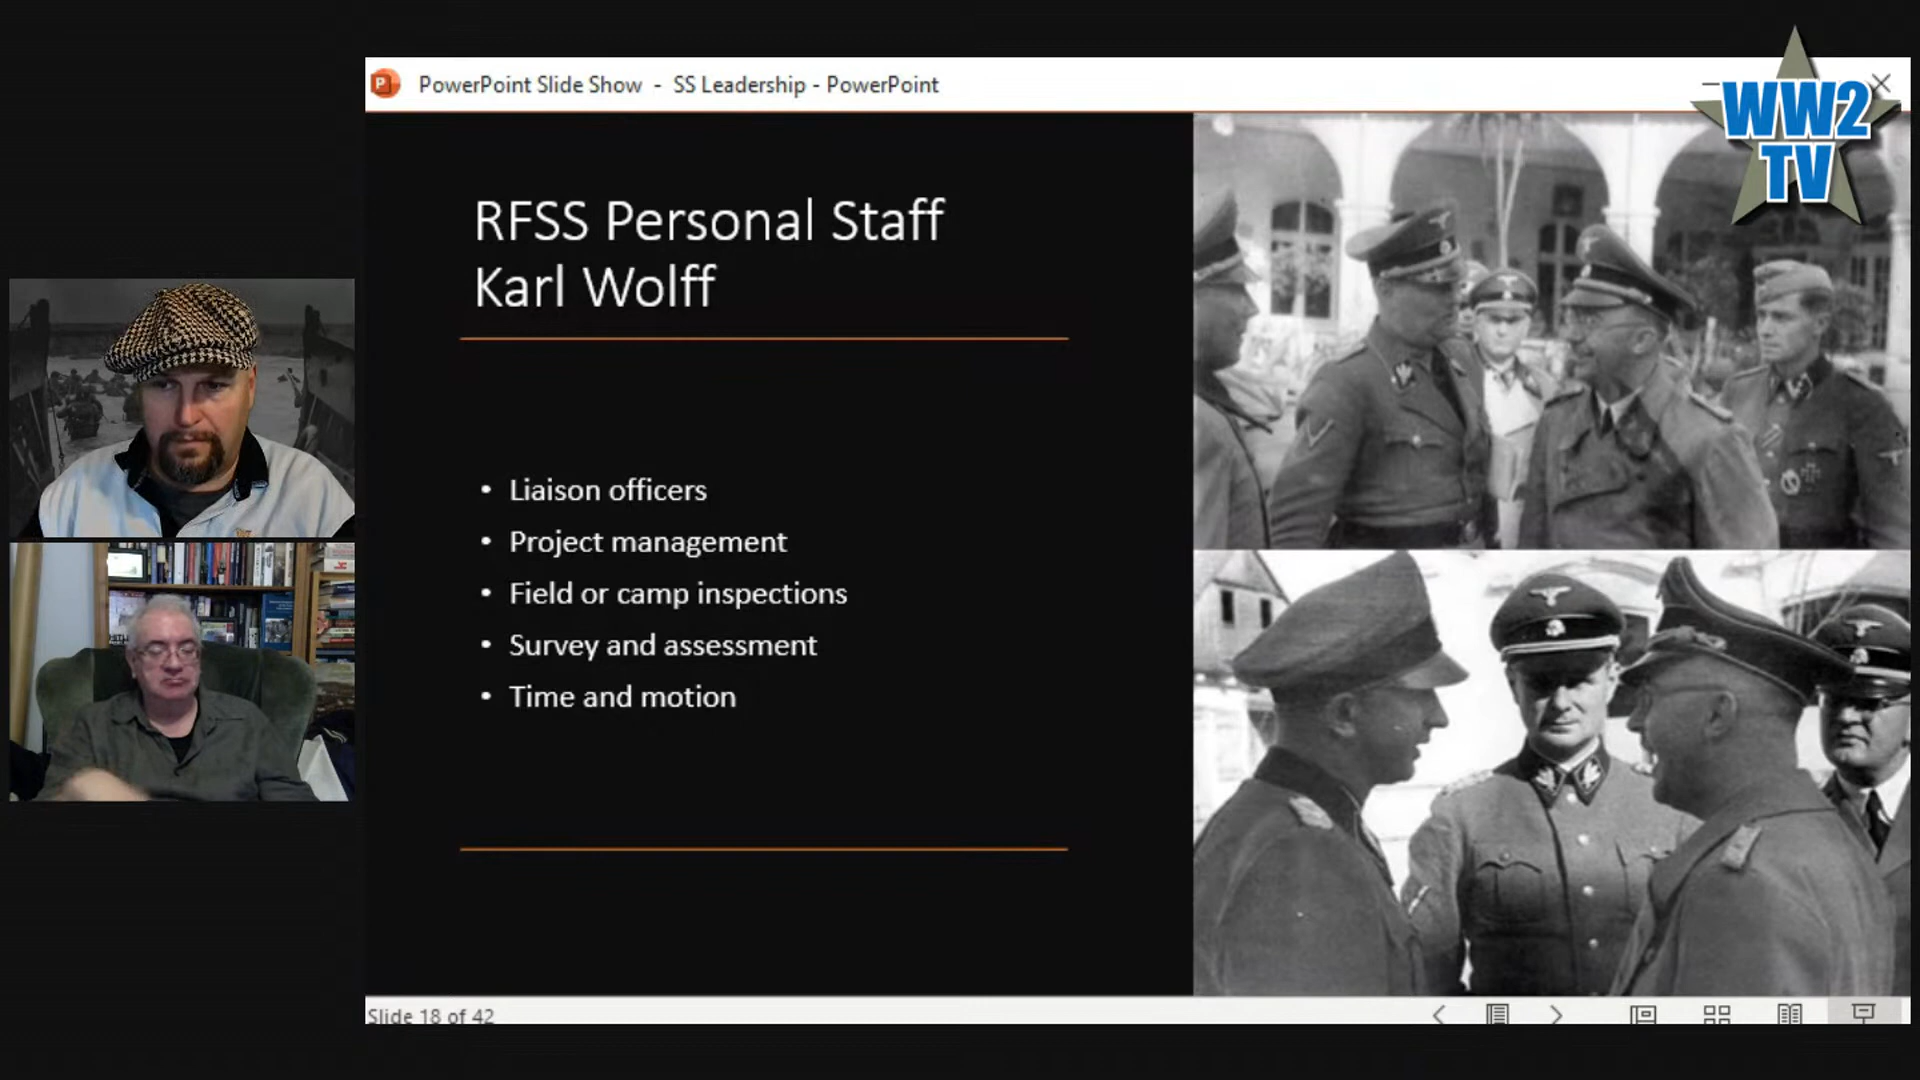 PowerPoint Slide Show - SS Leadership - PowerPoint
WW2
TV
RFSS Personal Staff
Karl Wolff
• Liaison officers
• Project management
• Field or camp inspections
• Survey and assessment
• Time and motion
Slide 18 of 42